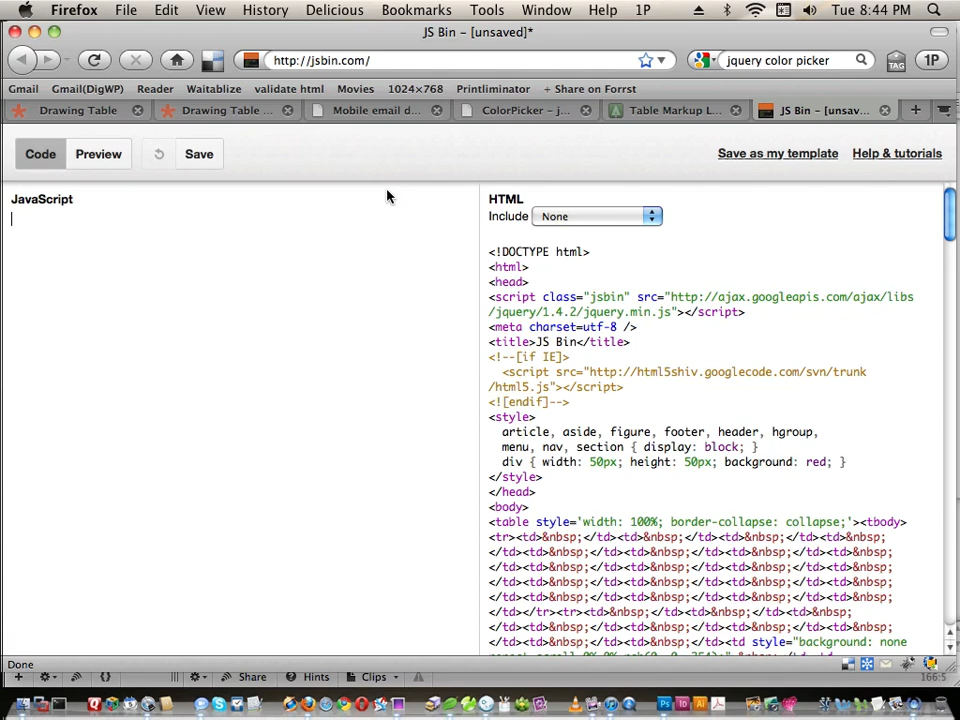 Firefox File Edit View History Delicious Bookmarks Tools Window Help 1P Tue 8:44 PM
JS Bin – [unsaved]*
http://jsbin.com/ jquery color picker TAG 1P
Gmail Gmail(DigWP) Reader Waitablize validate html Movies 1024×768 Printliminator + Share on Forrst
Drawing Table Drawing Table ... Mobile email d... ColorPicker – j... Table Markup L... JS Bin – [unsav... +
Code Preview Save Save as my template Help & tutorials
JavaScript
HTML
Include None
<!DOCTYPE html>
<html>
<head>
<script class="jsbin" src="http://ajax.googleapis.com/ajax/libs
/jquery/1.4.2/jquery.min.js"></script>
<meta charset=utf-8 />
<title>JS Bin</title>
<!--[if IE]>
<script src="http://html5shiv.googlecode.com/svn/trunk
/html5.js"></script>
<![endif]-->
<style>
article, aside, figure, footer, header, hgroup,
menu, nav, section { display: block; }
div { width: 50px; height: 50px; background: red; }
</style>
</head>
<body>
<table style='width: 100%; border-collapse: collapse;'><tbody>
<tr><td>&nbsp;</td><td>&nbsp;</td><td>&nbsp;</td><td>&nbsp;
</td><td>&nbsp;</td><td>&nbsp;</td><td>&nbsp;</td><td>&nbsp;
</td><td>&nbsp;</td><td>&nbsp;</td><td>&nbsp;</td><td>&nbsp;
</td><td>&nbsp;</td><td>&nbsp;</td><td>&nbsp;</td><td>&nbsp;
</td><td>&nbsp;</td><td>&nbsp;</td><td>&nbsp;</td><td>&nbsp;
</td></tr><tr><td>&nbsp;</td><td>&nbsp;</td><td>&nbsp;
</td><td>&nbsp;</td><td>&nbsp;</td><td>&nbsp;</td><td>&nbsp;
</td><td>&nbsp;</td><td>&nbsp;</td><td style="background: none
Done
Share Hints Clips 166:5